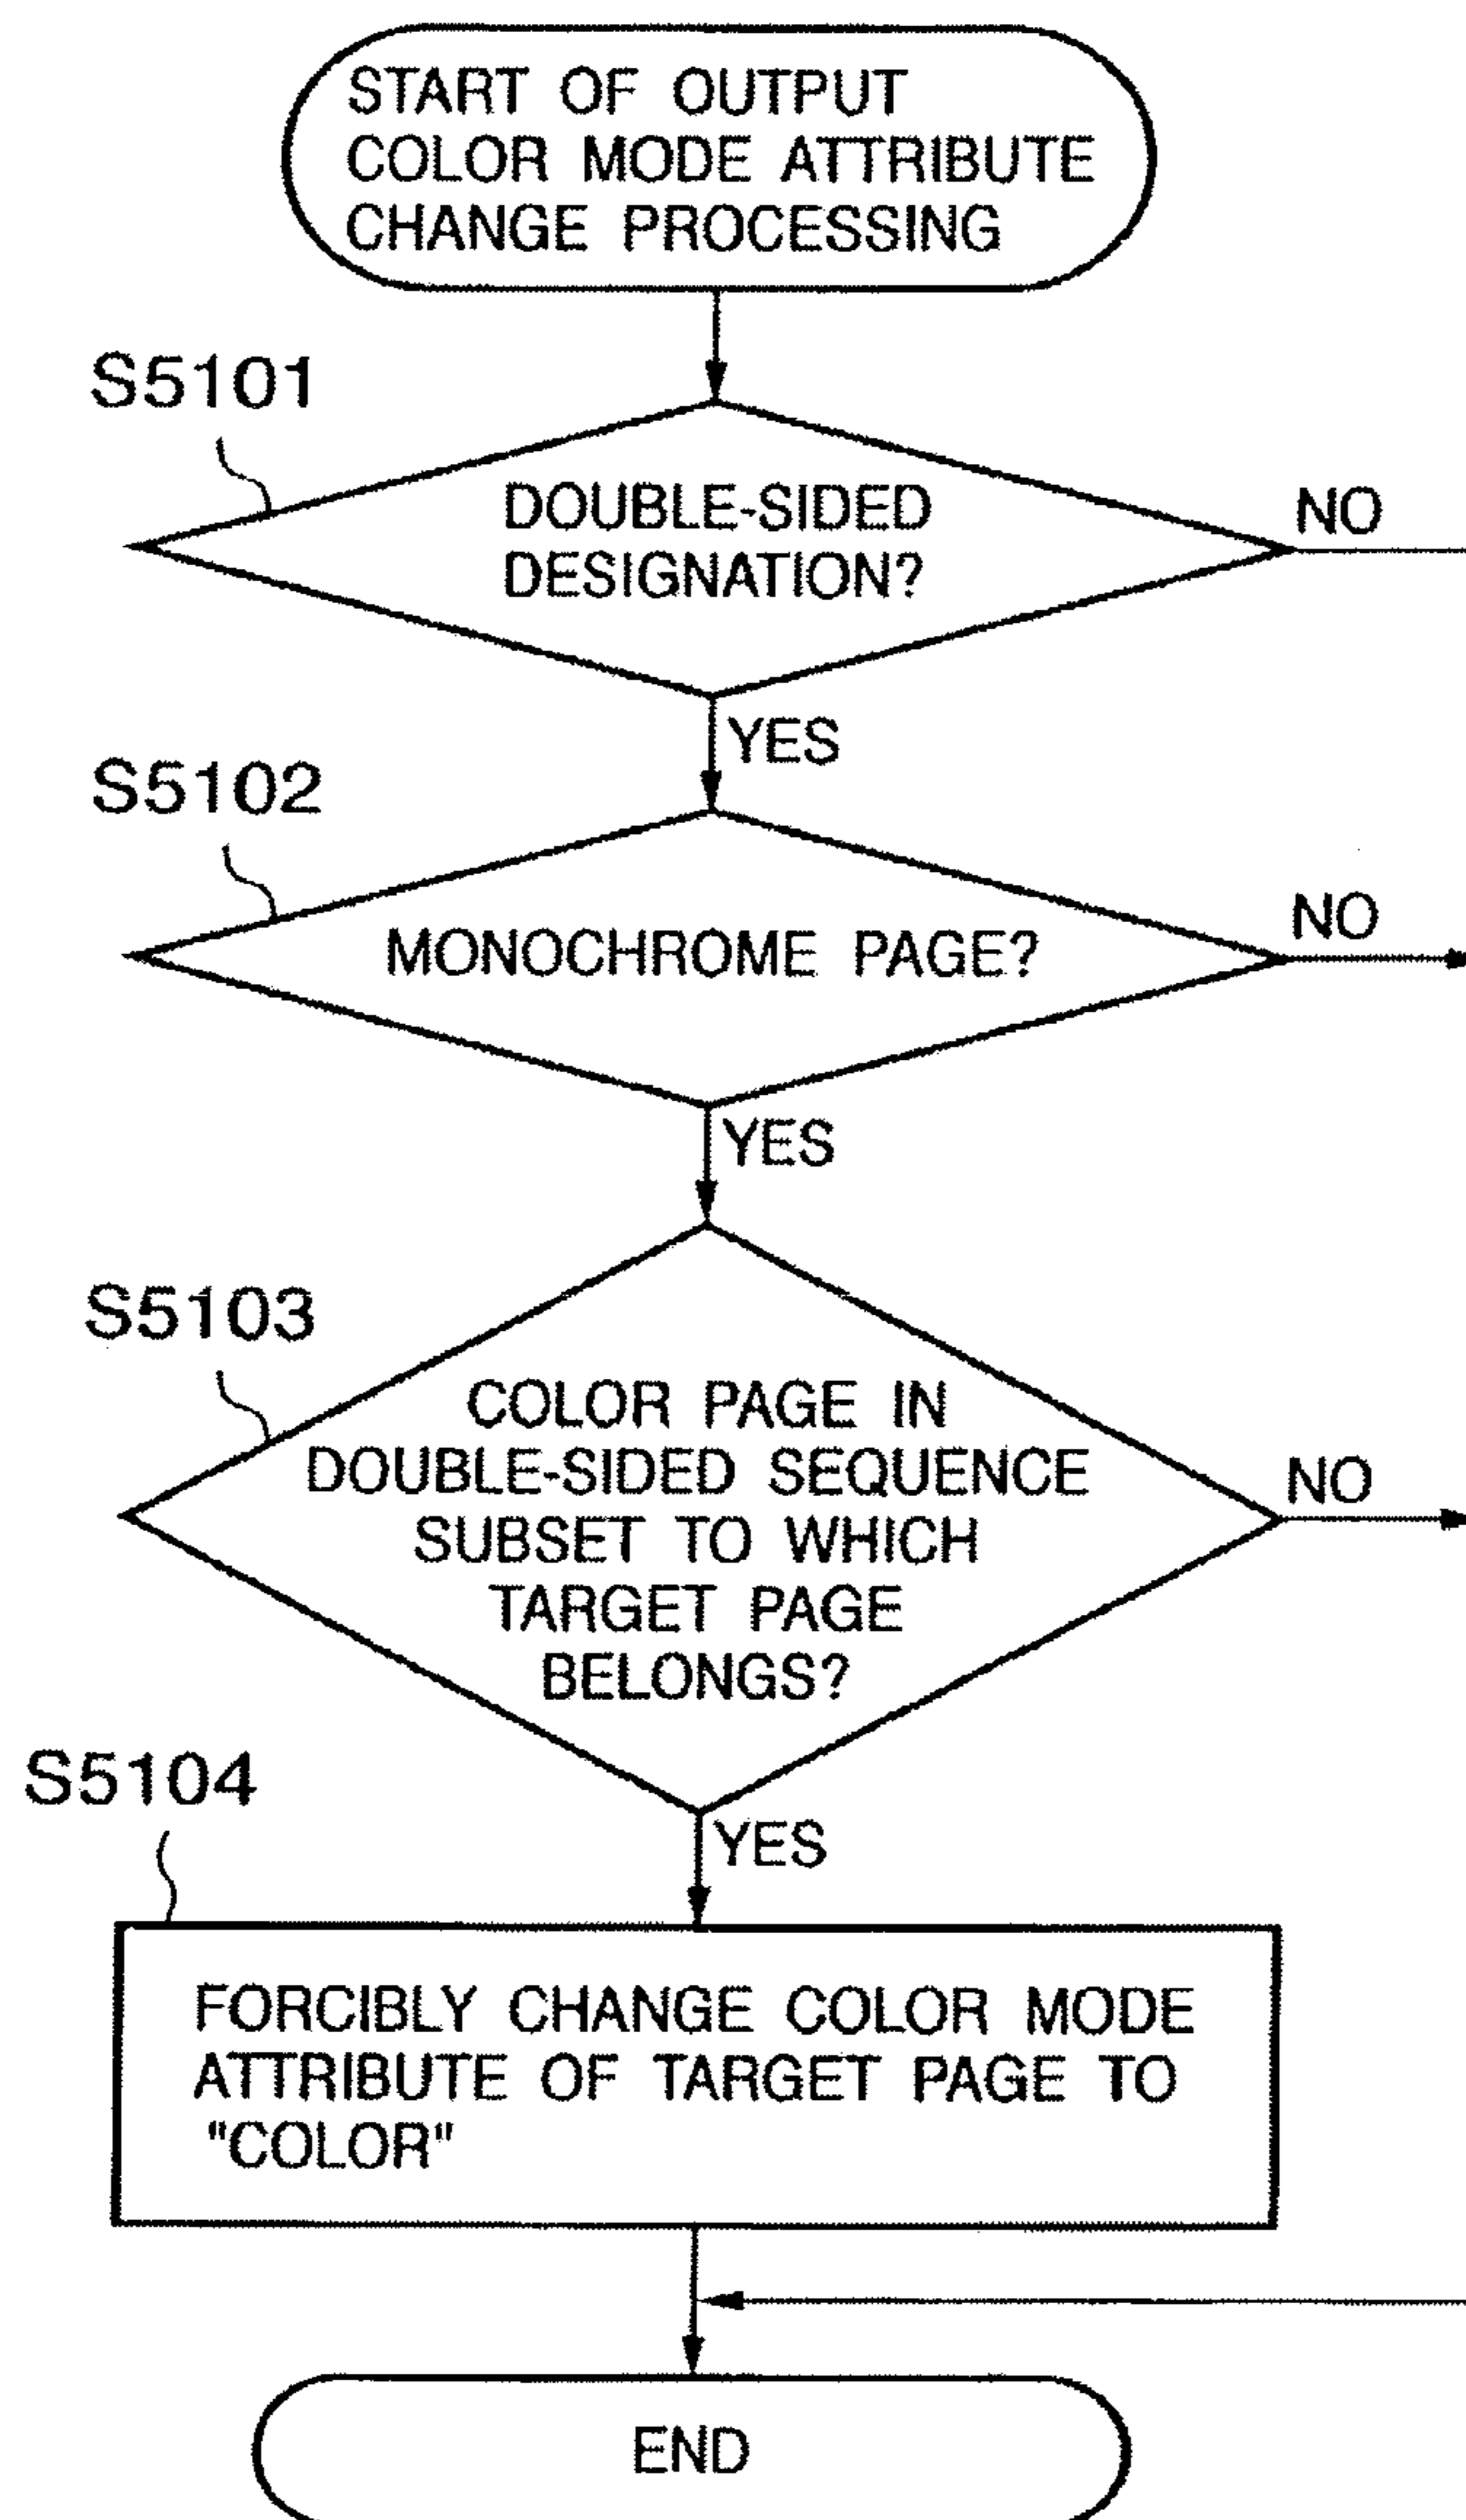 START OF OUTPUT
COLOR MODE ATTRIBUTE
CHANGE PROCESSING
S5101
DOUBLE-SIDED
DESIGNATION?
NO
YES
S5102
MONOCHROME PAGE?
NO
YES
S5103
COLOR PAGE IN
DOUBLE-SIDED SEQUENCE
SUBSET TO WHICH
TARGET PAGE
BELONGS?
NO
YES
S5104
FORCIBLY CHANGE COLOR MODE
ATTRIBUTE OF TARGET PAGE TO
"COLOR"
END